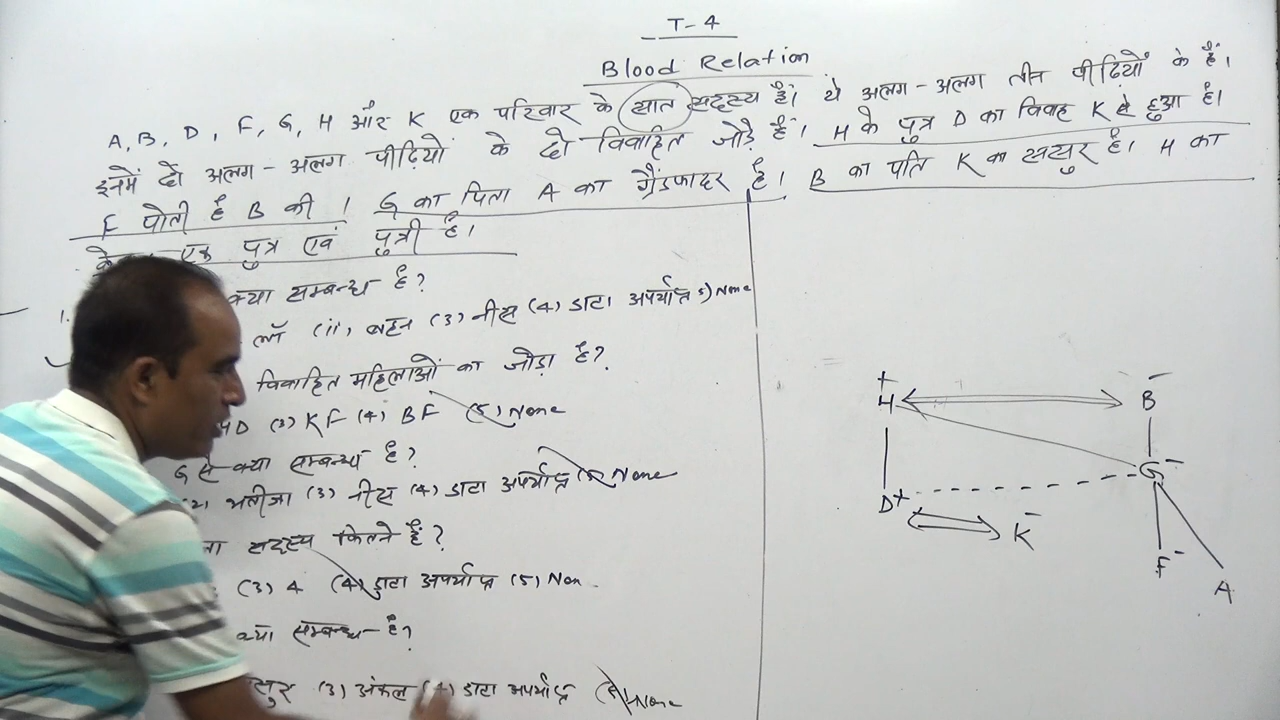 T-4
Blood Relation
A, B, D, F, G, H और K एक परिवार के सात सदस्य हैं। ये अलग-अलग तीन पीढ़ियों के हैं।
इनमें दो अलग-अलग पीढ़ियों के दो विवाहित जोड़े हैं। H के पुत्र D का विवाह K से हुआ है।
F पोती है B की। G का पिता A का ग्रैंडफादर है। B का पति K का ससुर है। H का
एक पुत्र एवं पुत्री है।
1. क्या सम्बन्ध है?
लॉ (ii) बहन (3) नीस (4) डाटा अपर्याप्त 5) None
विवाहित महिलाओं का जोड़ा है?
HD (3) KF (4) BF (5) None
G से क्या सम्बन्ध है?
(2) भतीजा (3) नीस (4) डाटा अपर्याप्त (5) None
सदस्य कितने हैं?
(3) 4 (4) डाटा अपर्याप्त (5) Non
क्या सम्बन्ध है?
(3) अंकल (4) डाटा अपर्याप्त (5) None
+
H
-
B
G -
D +
K -
F -
A